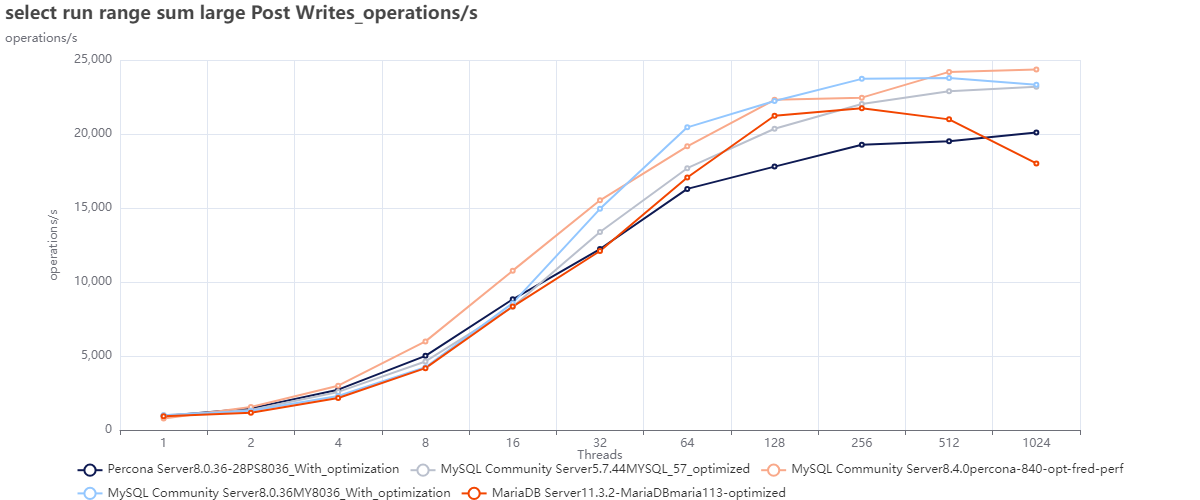 select run range sum large Post Writes_operations/s
operations/s
25,000
20,000
15,000
10,000
5,000
0
operations/s
1 2 4 8 16 32 64 128 256 512 1024
Threads
Percona Server8.0.36-28PS8036_With_optimization MySQL Community Server5.7.44MYSQL_57_optimized MySQL Community Server8.4.0percona-840-opt-fred-perf
MySQL Community Server8.0.36MY8036_With_optimization MariaDB Server11.3.2-MariaDBmaria113-optimized